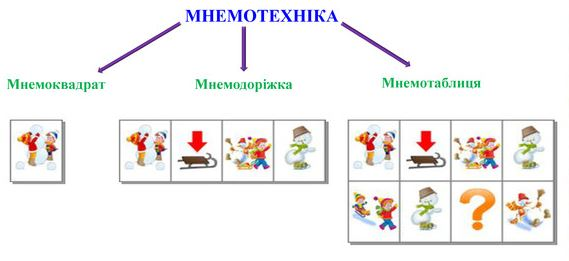 МНЕМОТЕХНІКА
Мнемоквадрат
Мнемодоріжка
Мнемотаблиця
?